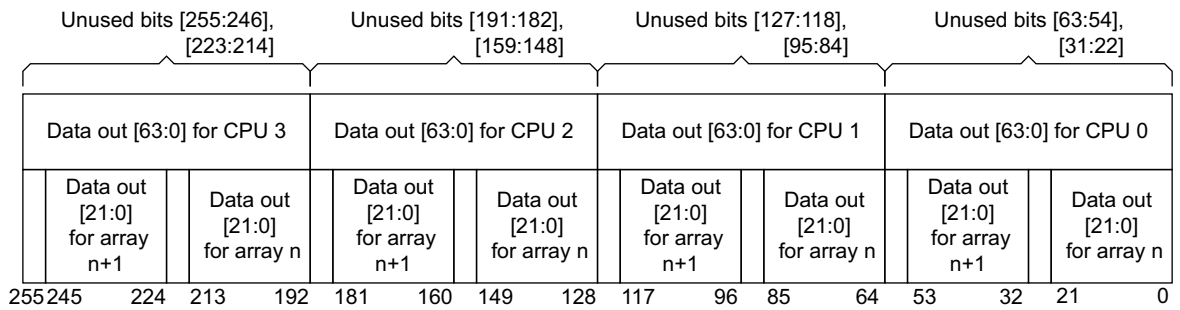 Unused bits [255:246],
[223:214]
Unused bits [191:182],
[159:148]
Unused bits [127:118],
[95:84]
Unused bits [63:54],
[31:22]
Data out [63:0] for CPU 3
Data out [63:0] for CPU 2
Data out [63:0] for CPU 1
Data out [63:0] for CPU 0
Data out
[21:0]
for array
n+1
Data out
[21:0]
for array n
Data out
[21:0]
for array
n+1
Data out
[21:0]
for array n
Data out
[21:0]
for array
n+1
Data out
[21:0]
for array n
Data out
[21:0]
for array
n+1
Data out
[21:0]
for array n
255 245 224 213 192 181 160 149 128 117 96 85 64 53 32 21 0